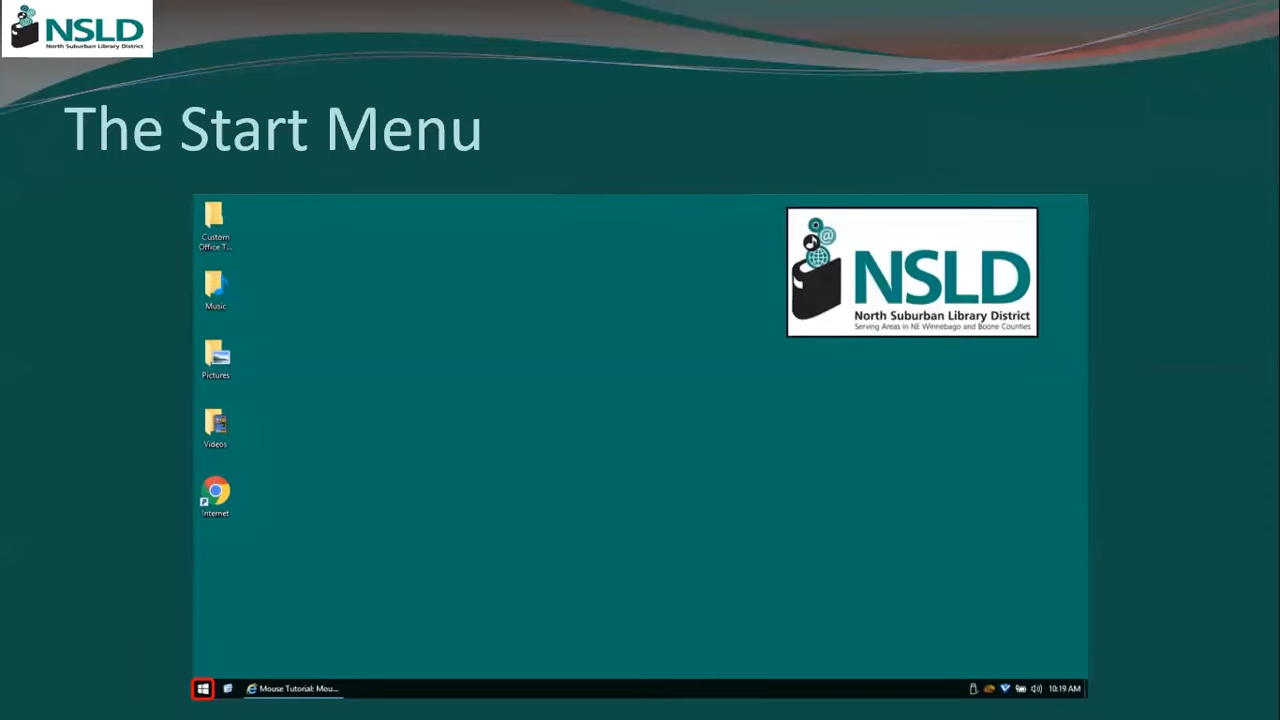 NSLD
North Suburban Library District
The Start Menu
Custom
Office T...
Music
Pictures
Videos
Internet
NSLD
North Suburban Library District
Serving Areas in NE Winnebago and Boone Counties
Mouse Tutorial: Mou...
10:19 AM